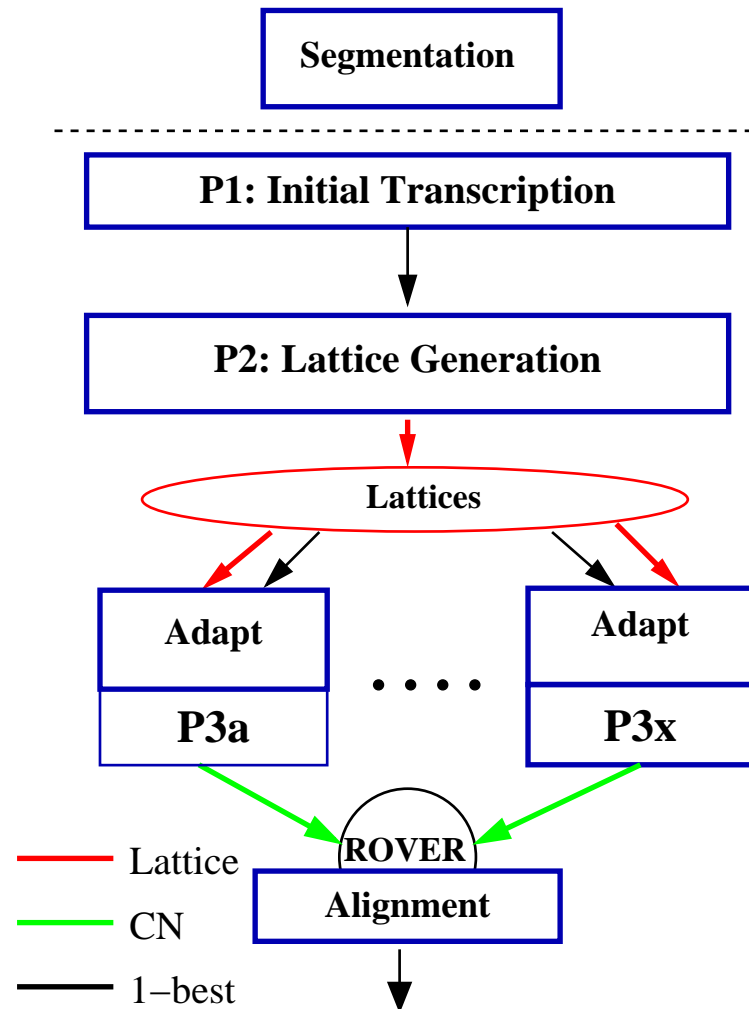 Segmentation
P1: Initial Transcription
P2: Lattice Generation
Lattices
Adapt
Adapt
P3a
P3x
ROVER
Alignment
Lattice
CN
1−best